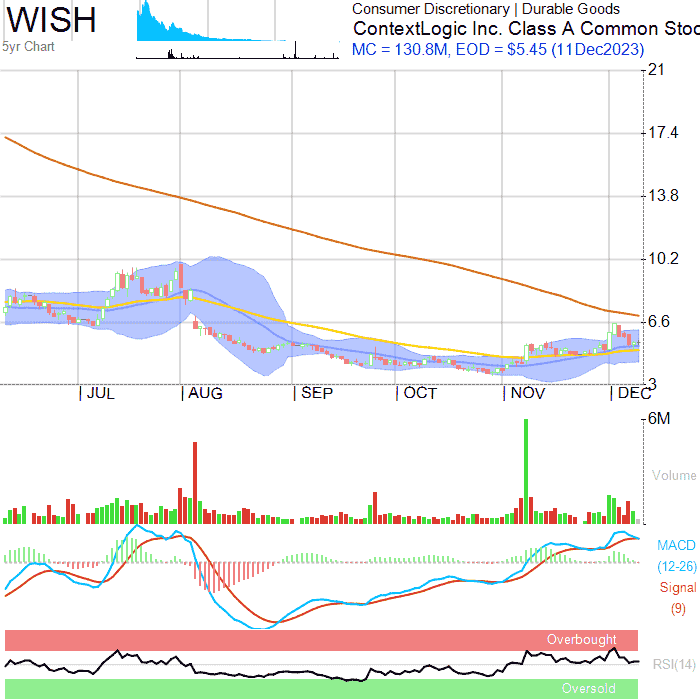 WISH
5yr Chart
Consumer Discretionary | Durable Goods
ContextLogic Inc. Class A Common Stoc
MC = 130.8M, EOD = $5.45 (11Dec2023)
21
17.4
13.8
10.2
6.6
3
JUL AUG SEP OCT NOV DEC
6M
Volume
MACD
(12-26)
Signal
(9)
Overbought
RSI(14)
Oversold